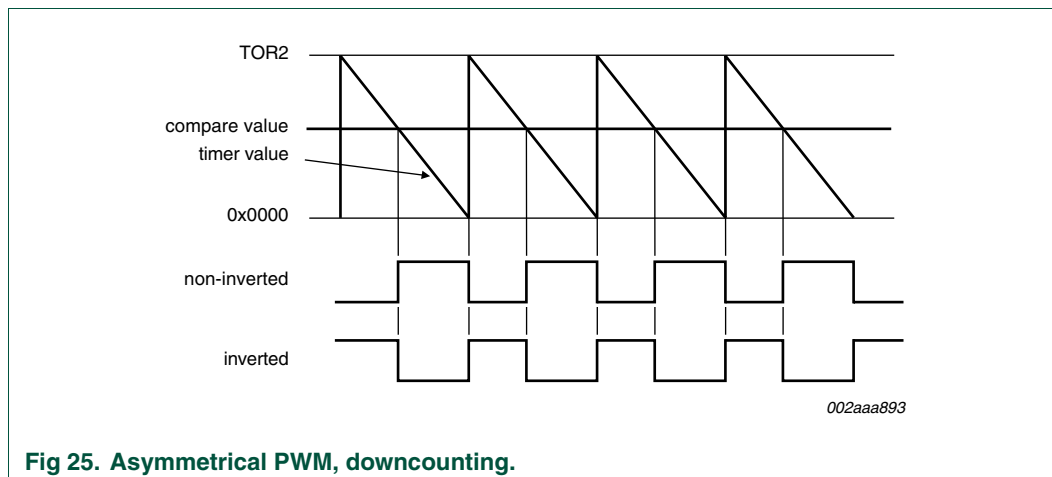 TOR2
compare value
timer value
0x0000
non-inverted
inverted
002aaa893
Fig 25. Asymmetrical PWM, downcounting.